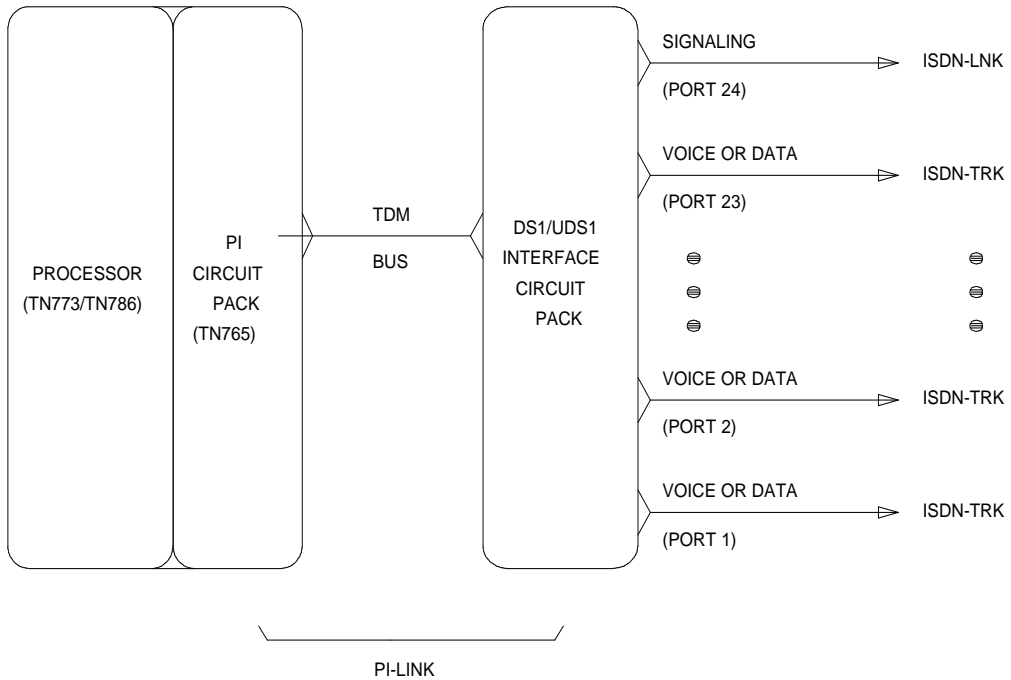 PROCESSOR
(TN773/TN786)
PI
CIRCUIT
PACK
(TN765)
TDM
BUS
DS1/UDS1
INTERFACE
CIRCUIT
PACK
SIGNALING
(PORT 24)
ISDN-LNK
VOICE OR DATA
(PORT 23)
ISDN-TRK
VOICE OR DATA
(PORT 2)
ISDN-TRK
VOICE OR DATA
(PORT 1)
ISDN-TRK
PI-LINK